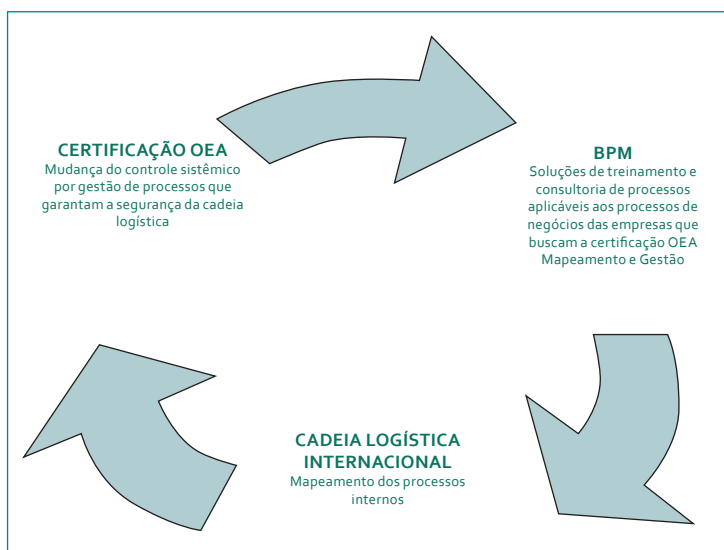 CERTIFICAÇÃO OEA
Mudança do controle sistêmico
por gestão de processos que
garantam a segurança da cadeia
logística
BPM
Soluções de treinamento e
consultoria de processos
aplicáveis aos processos de
negócios das empresas que
buscam a certificação OEA
Mapeamento e Gestão
CADEIA LOGÍSTICA
INTERNACIONAL
Mapeamento dos processos
internos